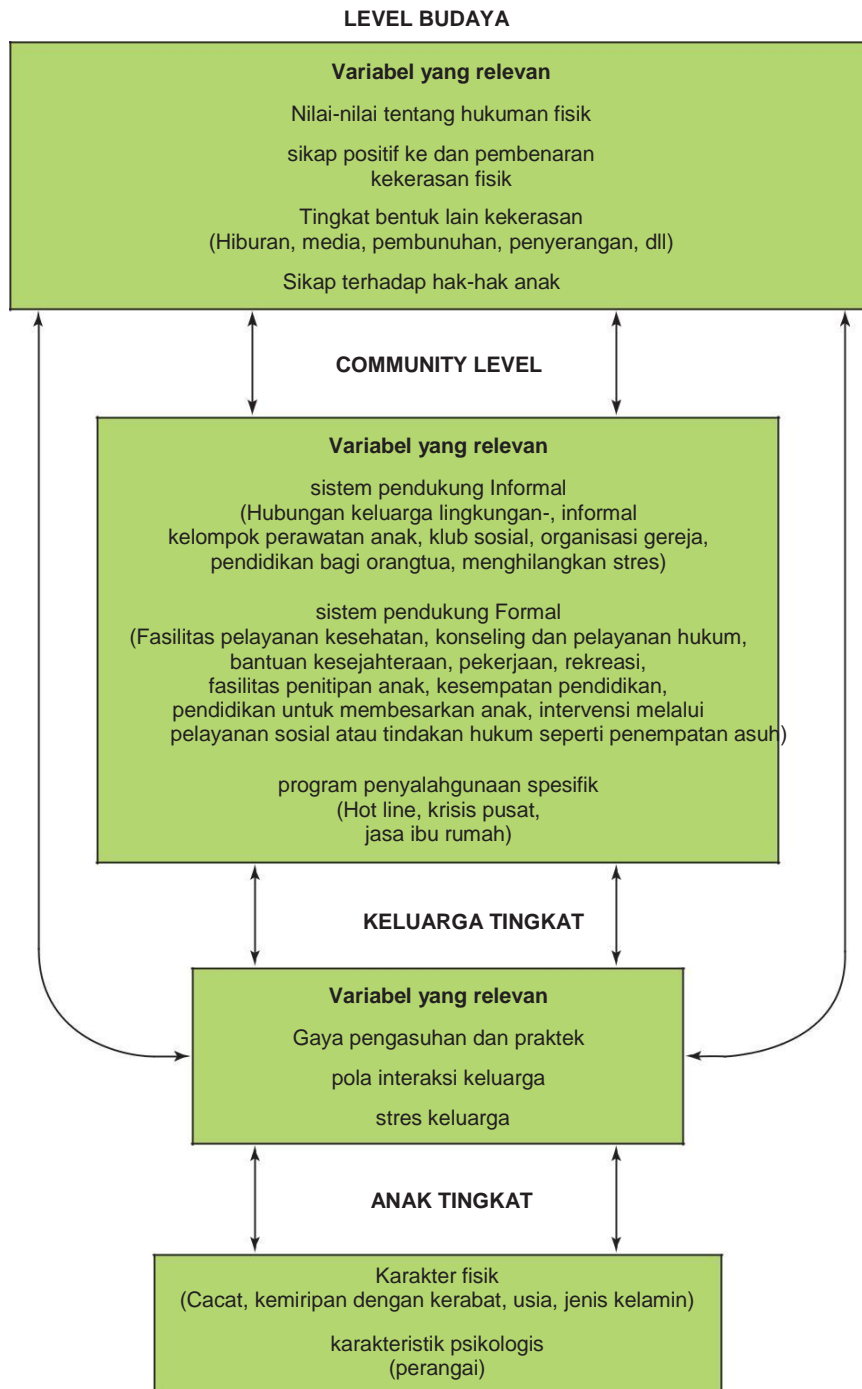 LEVEL BUDAYA
Variabel yang relevan
Nilai-nilai tentang hukuman fisik
sikap positif ke dan pembenaran
kekerasan fisik
Tingkat bentuk lain kekerasan
(Hiburan, media, pembunuhan, penyerangan, dll)
Sikap terhadap hak-hak anak
COMMUNITY LEVEL
Variabel yang relevan
sistem pendukung Informal
(Hubungan keluarga lingkungan-, informal
kelompok perawatan anak, klub sosial, organisasi gereja,
pendidikan bagi orangtua, menghilangkan stres)
sistem pendukung Formal
(Fasilitas pelayanan kesehatan, konseling dan pelayanan hukum,
bantuan kesejahteraan, pekerjaan, rekreasi,
fasilitas penitipan anak, kesempatan pendidikan,
pendidikan untuk membesarkan anak, intervensi melalui
pelayanan sosial atau tindakan hukum seperti penempatan asuh)
program penyalahgunaan spesifik
(Hot line, krisis pusat,
jasa ibu rumah)
KELUARGA TINGKAT
Variabel yang relevan
Gaya pengasuhan dan praktek
pola interaksi keluarga
stres keluarga
ANAK TINGKAT
Karakter fisik
(Cacat, kemiripan dengan kerabat, usia, jenis kelamin)
karakteristik psikologis
(perangai)